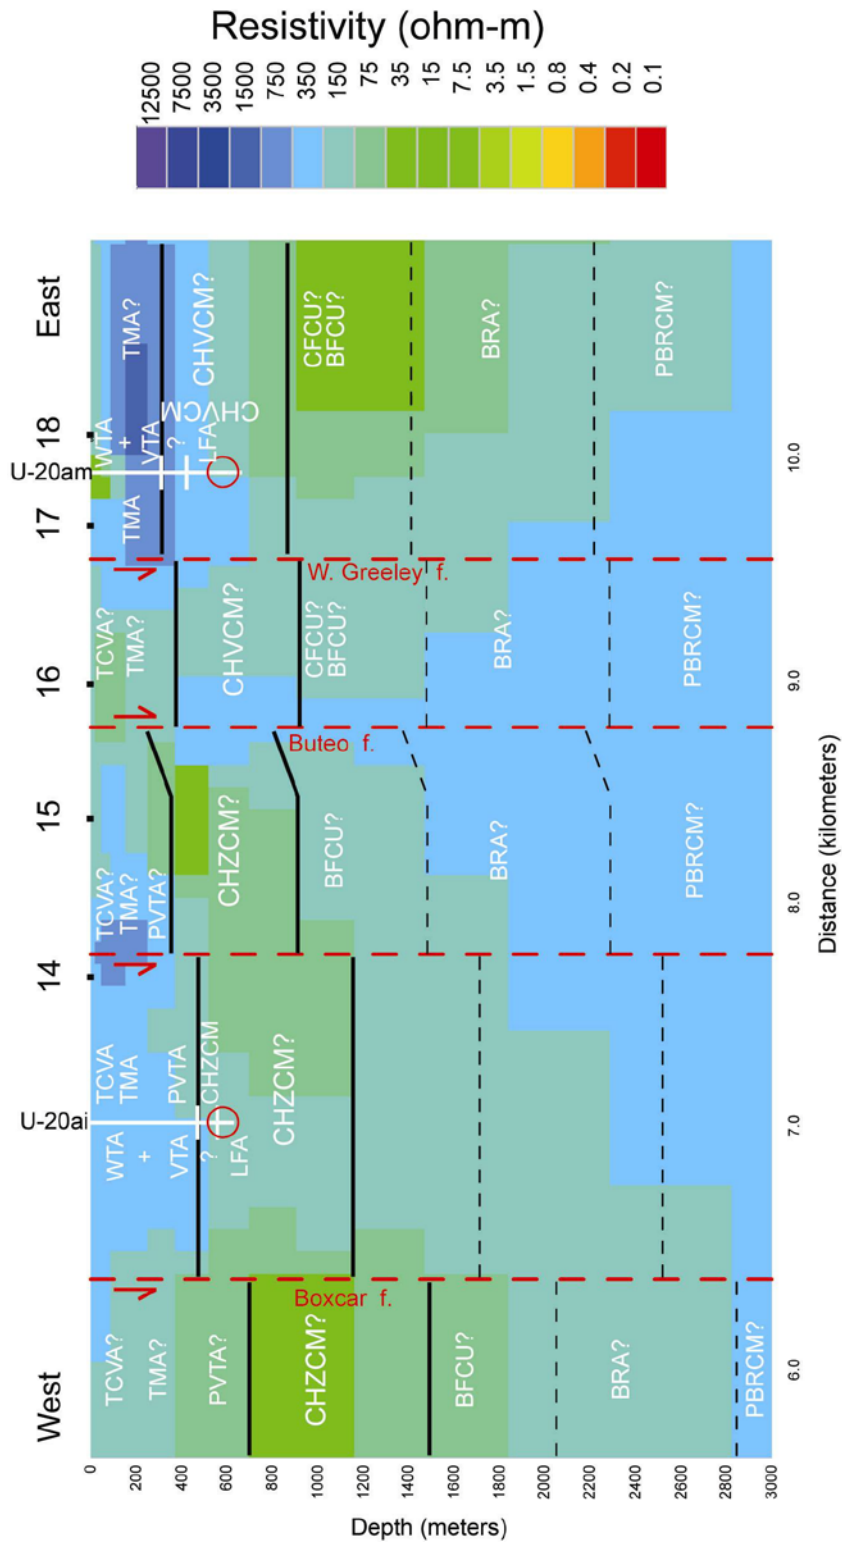 Resistivity (ohm-m)
12500
7500
3500
1500
750
350
150
75
35
15
7.5
3.5
1.5
0.8
0.4
0.2
0.1
West
East
14
15
16
17
18
U-20ai
U-20am
TCVA?
TMA?
PVTA?
CHZCM?
BFCU?
BRA?
PBRCM?
Boxcar f.
WTA
+
VTA
?
LFA
TCVA
TMA
PVTA
CHZCM
CHZCM?
TCVA?
TMA?
PVTA?
CHZCM?
BFCU?
BRA?
PBRCM?
Buteo f.
TCVA?
TMA?
CHVCM?
CFCU?
BFCU?
BRA?
PBRCM?
W. Greeley f.
TMA
WTA
+
VTA
?
LFA
CHVCM
TMA?
CHVCM?
CFCU?
BFCU?
BRA?
PBRCM?
Depth (meters)
0
200
400
600
800
1000
1200
1400
1600
1800
2000
2200
2400
2600
2800
3000
6.0
7.0
8.0
9.0
10.0
Distance (kilometers)